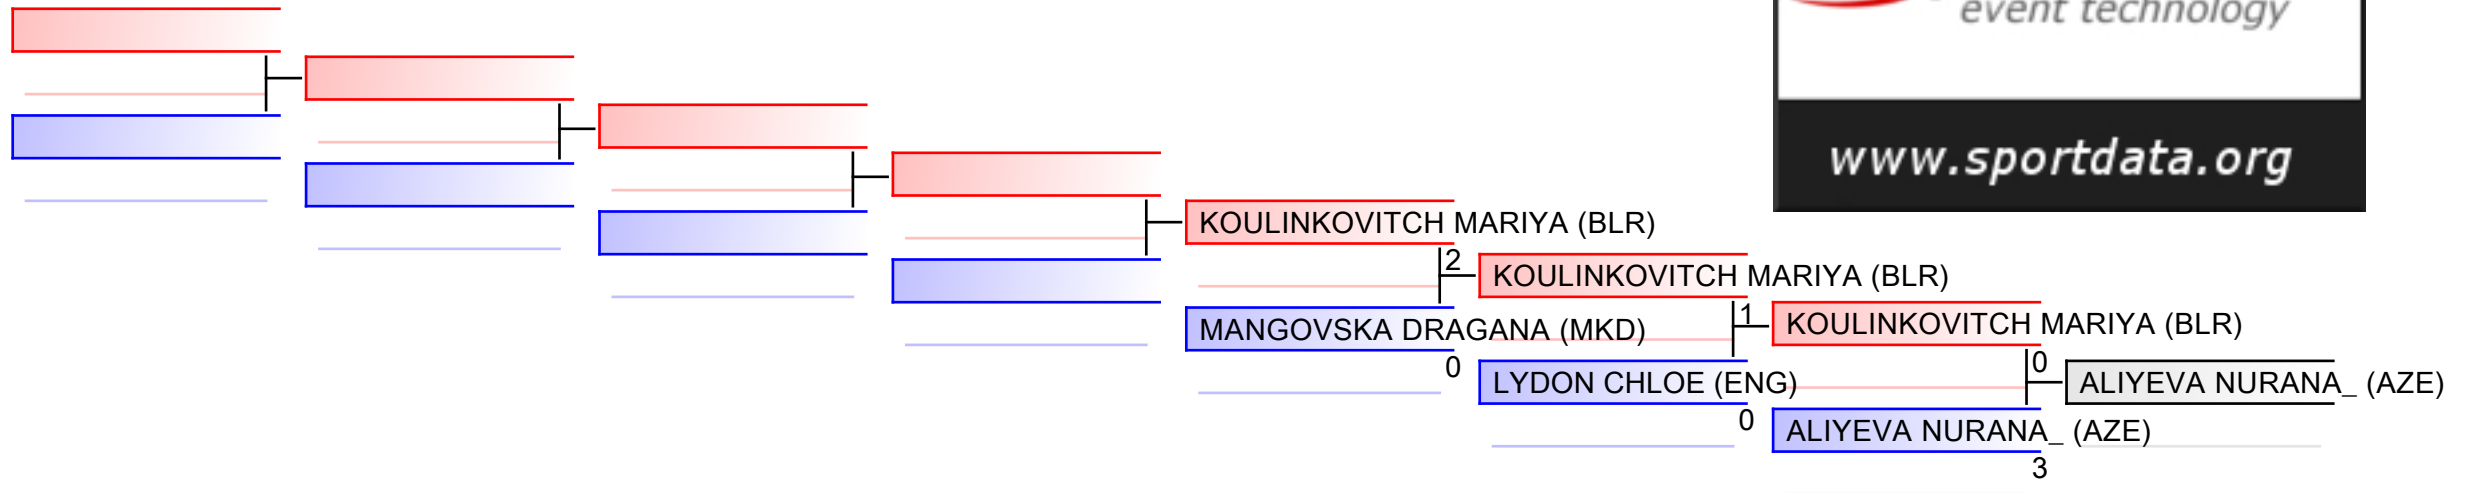 event technology
www.sportdata.org
KOULINKOVITCH MARIYA (BLR)
2
KOULINKOVITCH MARIYA (BLR)
MANGOVSKA DRAGANA (MKD)
0
1
KOULINKOVITCH MARIYA (BLR)
LYDON CHLOE (ENG)
0
0
ALIYEVA NURANA_ (AZE)
ALIYEVA NURANA_ (AZE)
3